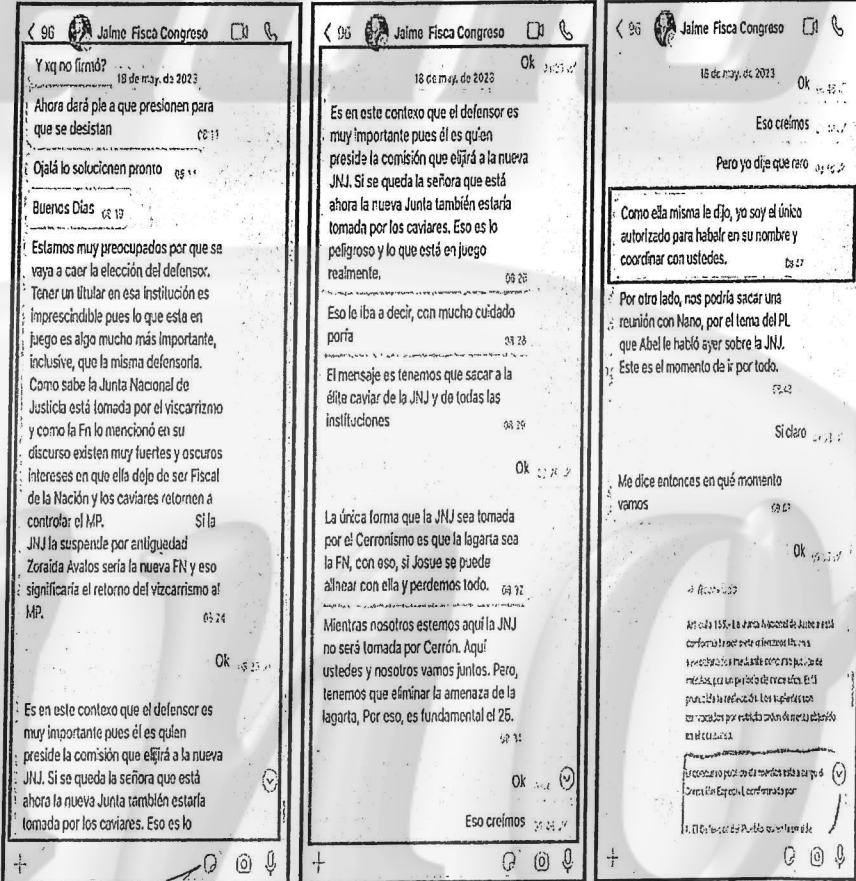 96 Jaime Fisca Congreso
Y xq no firmó?
18 de may. de 2023
Ahora dará pie a que presionen para
que se desistan
Ojalá lo solucionen pronto
Buenos Días
Estamos muy preocupados por que se
vaya a caer la elección del defensor.
Tener un titular en esa institución es
imprescindible pues lo que esta en
juego es algo mucho más importante,
inclusive, que la misma defensoría.
Como sabe la Junta Nacional de
Justicia está tomada por el viscarrizmo
y como la Fn lo mencionó en su
discurso existen muy fuertes y oscuros
intereses en que ella deje de ser Fiscal
de la Nación y los caviares retornen a
controlar el MP. Si la
JNJ la suspende por antiguedad
Zoraida Avalos sería la nueva FN y eso
significaría el retorno del vizcarrismo al
MP.
Ok
Es en este contexo que el defensor es
muy importante pues él es quien
preside la comisión que elijirá a la nueva
JNJ. Si se queda la señora que está
ahora la nueva Junta también estaría
tomada por los caviares. Eso es lo
96 Jaime Fisca Congreso
Ok
18 de may. de 2023
Es en este contexo que el defensor es
muy importante pues él es quien
preside la comisión que elijirá a la nueva
JNJ. Si se queda la señora que está
ahora la nueva Junta también estaría
tomada por los caviares. Eso es lo
peligroso y lo que está en juego
realmente.
Eso le iba a decir, con mucho cuidado
porfa
El mensaje es tenemos que sacar a la
élite caviar de la JNJ y de todas las
instituciones
Ok
La única forma que la JNJ sea tomada
por el Cerronismo es que la lagarta sea
la FN, con eso, si Josue se puede
alinear con ella y perdemos todo.
Mientras nosotros estemos aquí la JNJ
no será tomada por Cerrón. Aquí
ustedes y nosotros vamos juntos. Pero,
tenemos que eliminar la amenaza de la
lagarta, Por eso, es fundamental el 25.
Ok
Eso creímos
96 Jaime Fisca Congreso
18 de may. de 2023
Ok
Eso creímos
Pero yo dije que raro
Como ella misma le dijo, yo soy el único
autorizado para habalr en su nombre y
coordinar con ustedes.
Por otro lado, nos podría sacar una
reunión con Nano, por el tema del PL
que Abel le habló ayer sobre la JNJ.
Este es el momento de ir por todo.
Si claro
Me dice entonces en qué momento
vamos
Ok